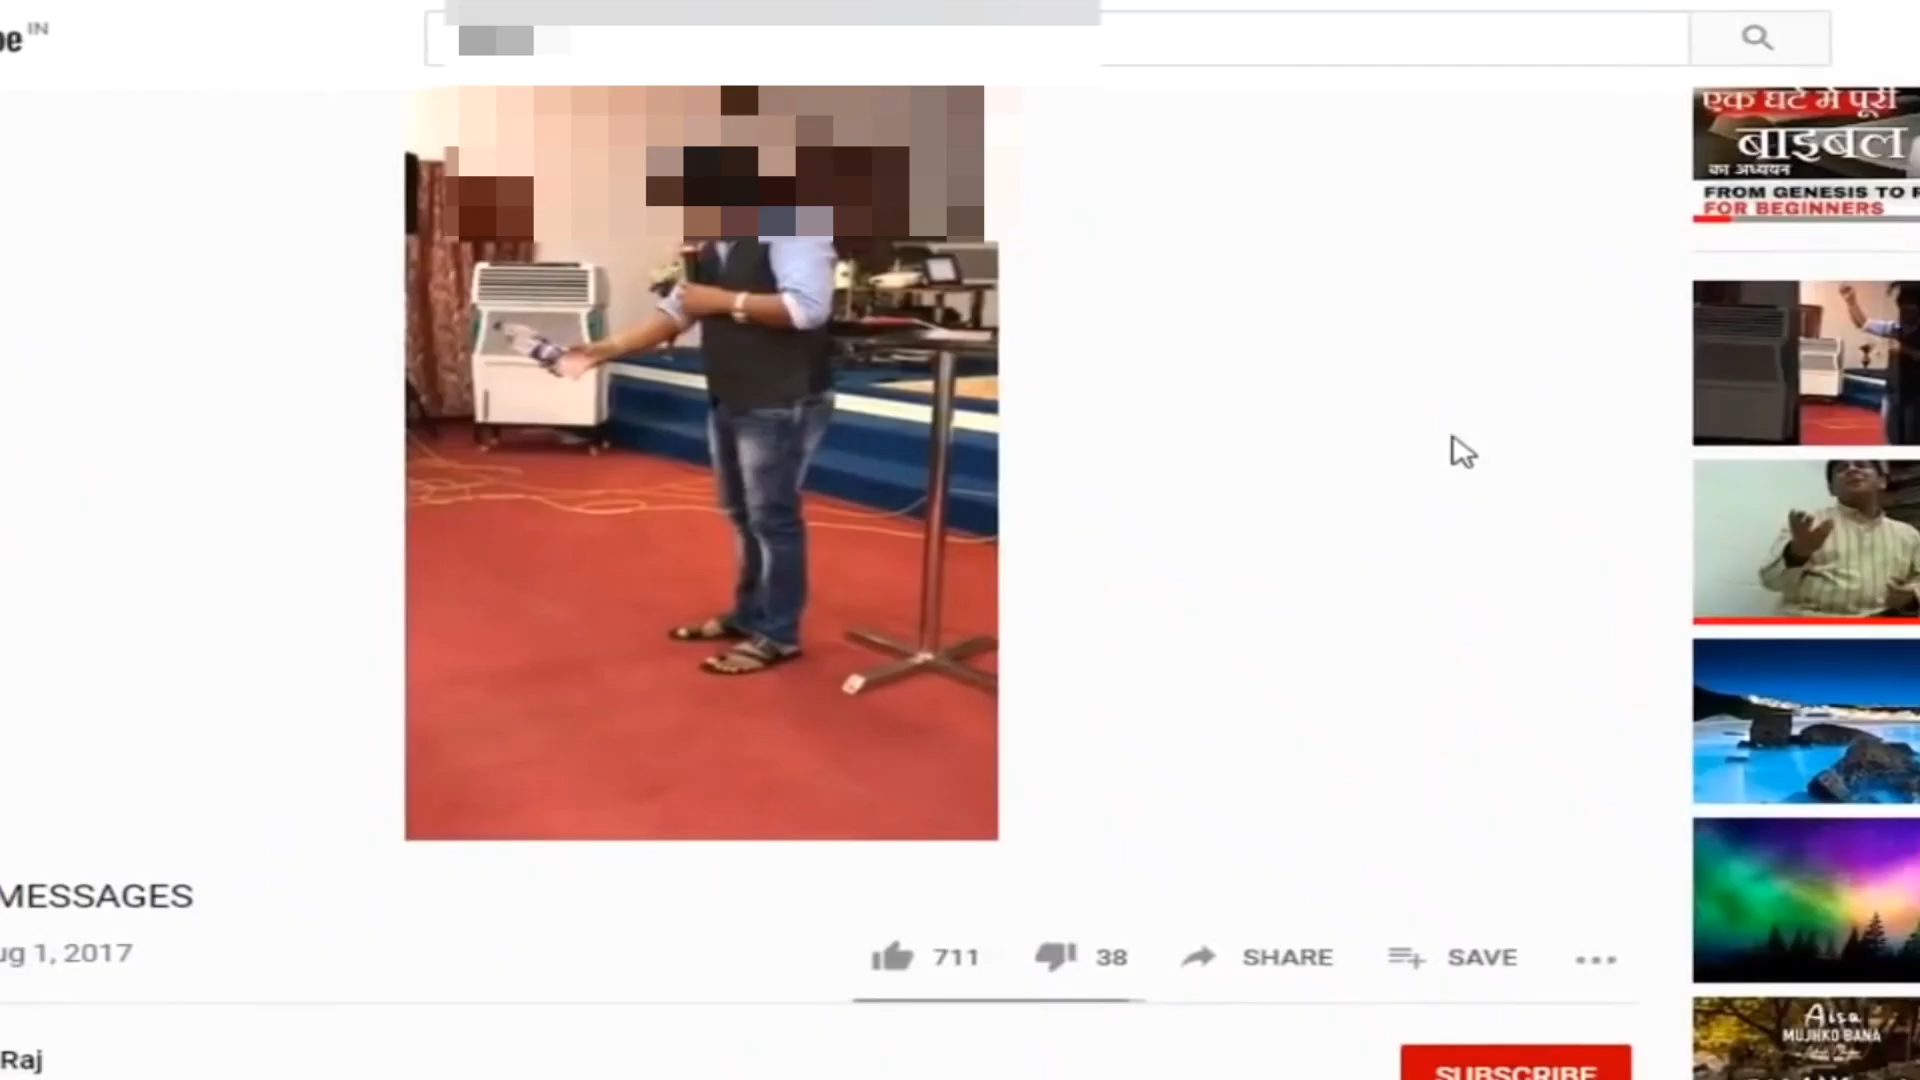 be IN
एक घंटे में पूरी
बाइबल
का अध्ययन
FROM GENESIS TO R
FOR BEGINNERS
MESSAGES
ug 1, 2017
711
38
SHARE
SAVE
Raj
SUBSCRIBE
Aisa
MUJHKO BANA